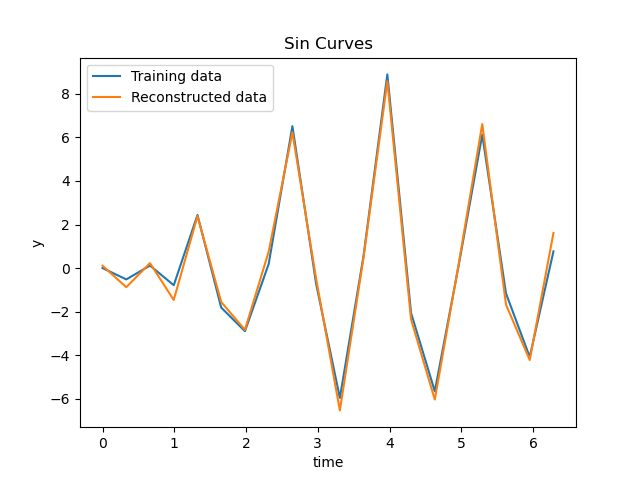 Sin Curves
Training data
Reconstructed data
8
6
4
2
0
−2
−4
−6
y
0 1 2 3 4 5 6
time